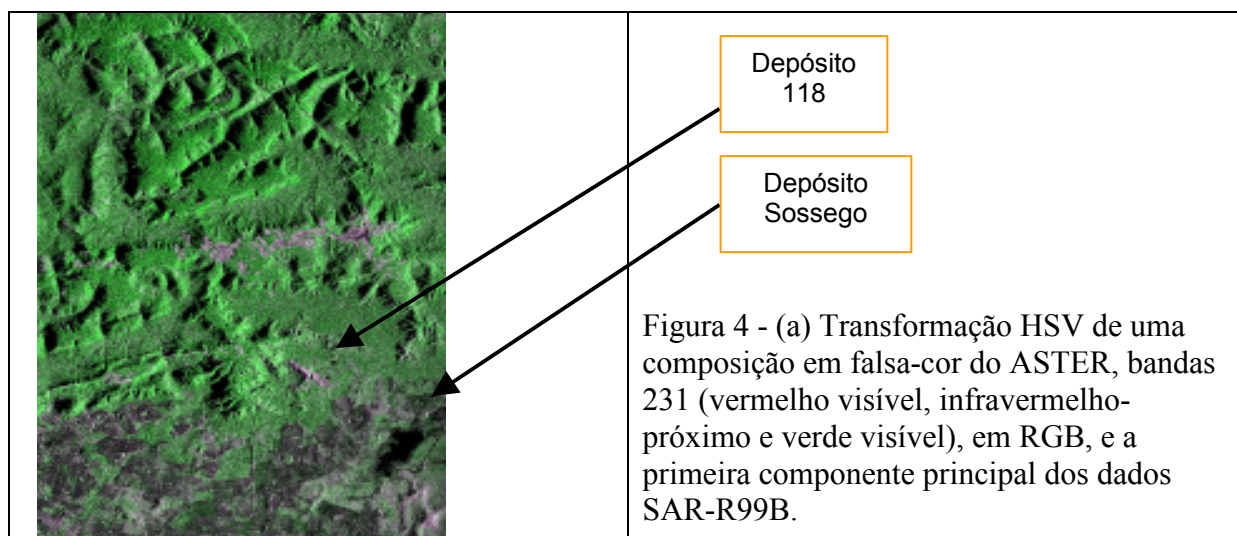 Depósito
118
Depósito
Sossego
Figura 4 - (a) Transformação HSV de uma
composição em falsa-cor do ASTER, bandas
231 (vermelho visível, infravermelho-
próximo e verde visível), em RGB, e a
primeira componente principal dos dados
SAR-R99B.